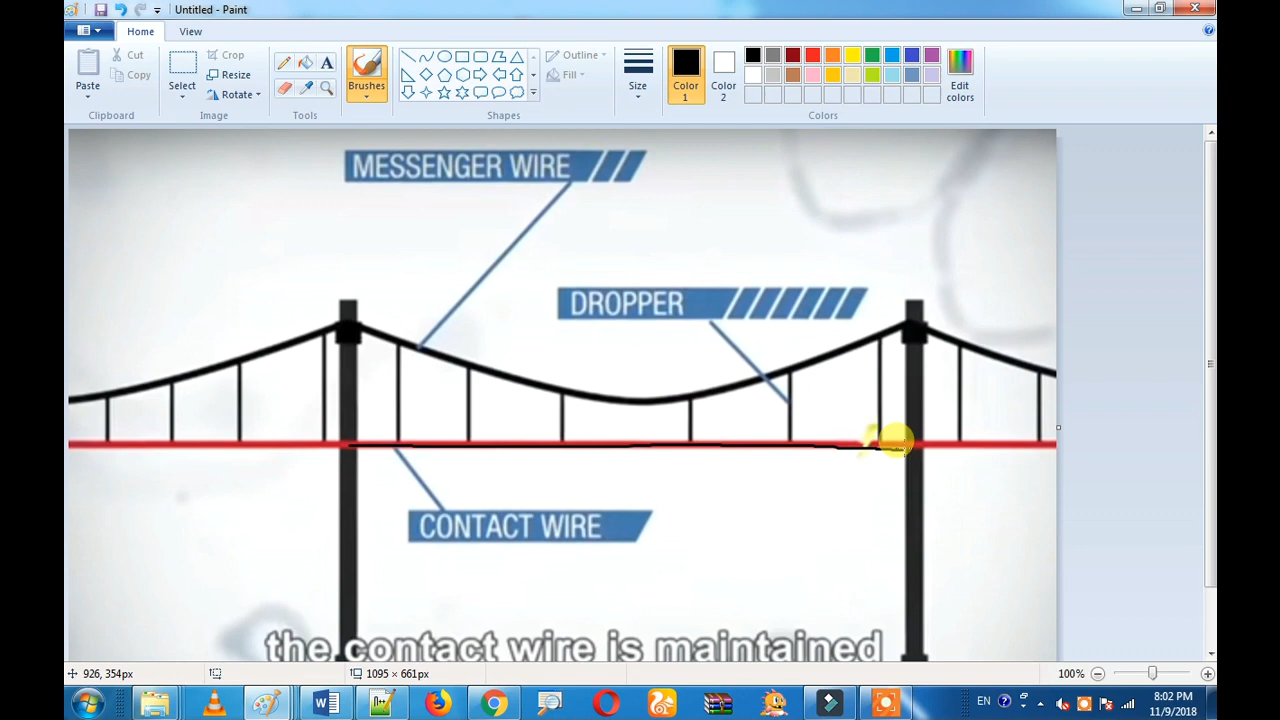 Untitled - Paint
Home View
Paste Cut Copy Select Crop Resize Rotate A Brushes Outline Fill Size Color 1 Color 2 Edit colors
Clipboard Image Tools Shapes Colors
MESSENGER WIRE
DROPPER
CONTACT WIRE
the contact wire is maintained
926, 354px 1095 × 661px 100%
EN 8:02 PM
11/9/2018